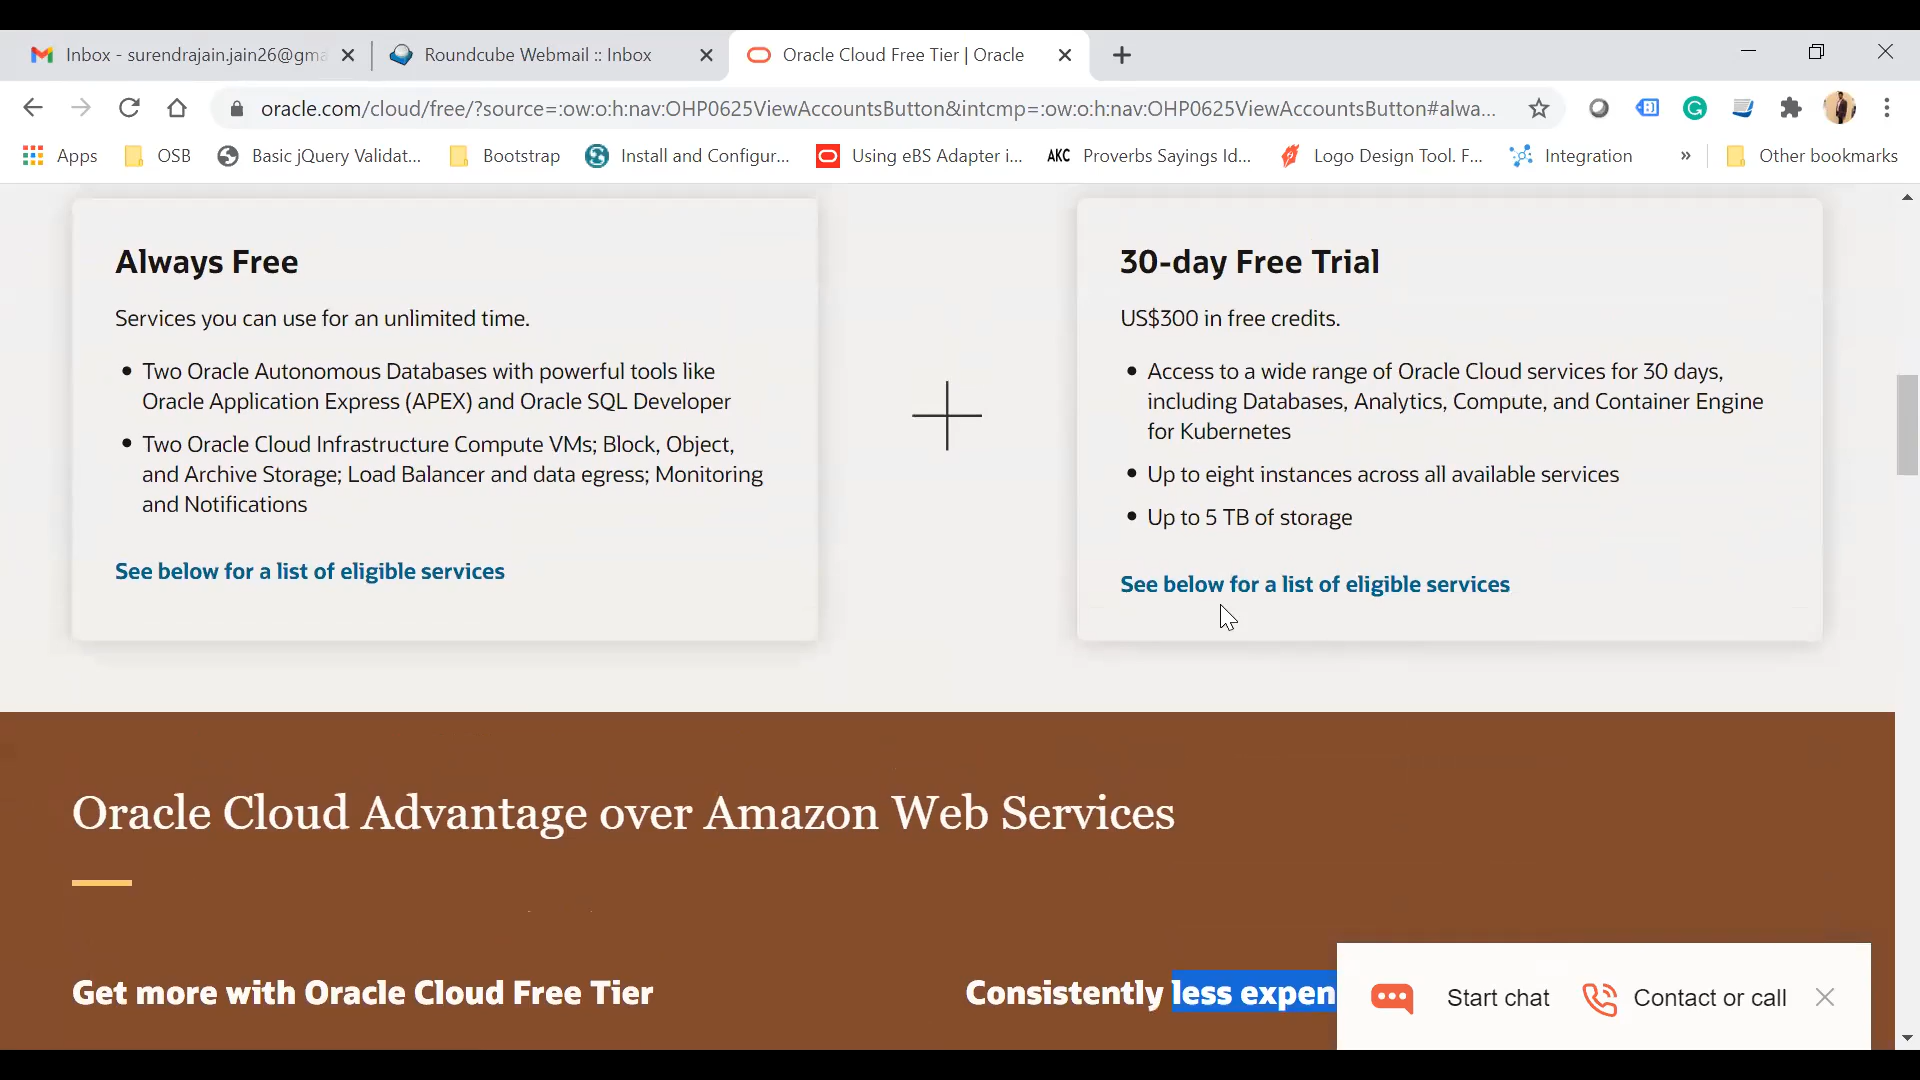 Inbox - surendrajain.jain26@gma
Roundcube Webmail :: Inbox
Oracle Cloud Free Tier | Oracle
oracle.com/cloud/free/?source=:ow:o:h:nav:OHP0625ViewAccountsButton&intcmp=:ow:o:h:nav:OHP0625ViewAccountsButton#alwa...
Apps
OSB
Basic jQuery Validat...
Bootstrap
Install and Configur...
Using eBS Adapter i...
AKC
Proverbs Sayings Id...
Logo Design Tool. F...
Integration
»
Other bookmarks
Always Free
Services you can use for an unlimited time.
• Two Oracle Autonomous Databases with powerful tools like
Oracle Application Express (APEX) and Oracle SQL Developer
• Two Oracle Cloud Infrastructure Compute VMs; Block, Object,
and Archive Storage; Load Balancer and data egress; Monitoring
and Notifications
See below for a list of eligible services
30-day Free Trial
US$300 in free credits.
• Access to a wide range of Oracle Cloud services for 30 days,
including Databases, Analytics, Compute, and Container Engine
for Kubernetes
• Up to eight instances across all available services
• Up to 5 TB of storage
See below for a list of eligible services
Oracle Cloud Advantage over Amazon Web Services
Get more with Oracle Cloud Free Tier
Consistently less expen
Start chat
Contact or call